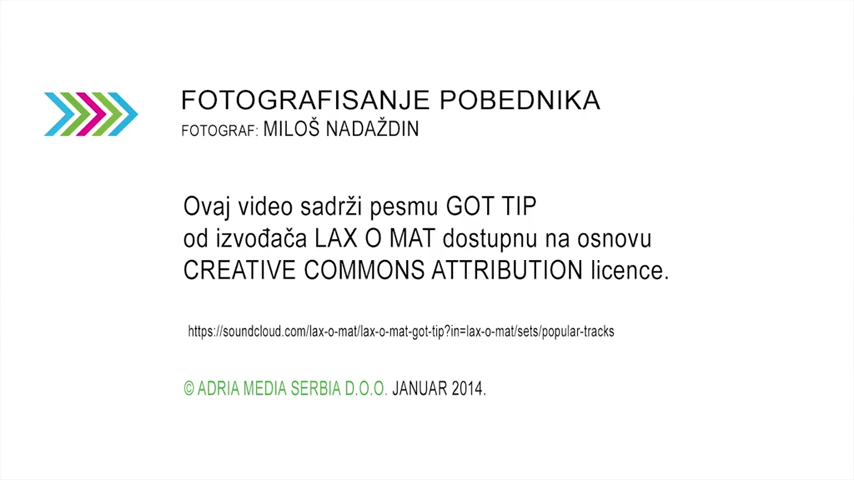 FOTOGRAFISANJE POBEDNIKA
FOTOGRAF: MILOŠ NADAŽDIN
Ovaj video sadrži pesmu GOT TIP
od izvođača LAX O MAT dostupnu na osnovu
CREATIVE COMMONS ATTRIBUTION licence.
https://soundcloud.com/lax-o-mat/lax-o-mat-got-tip?in=lax-o-mat/sets/popular-tracks
© ADRIA MEDIA SERBIA D.O.O. JANUAR 2014.